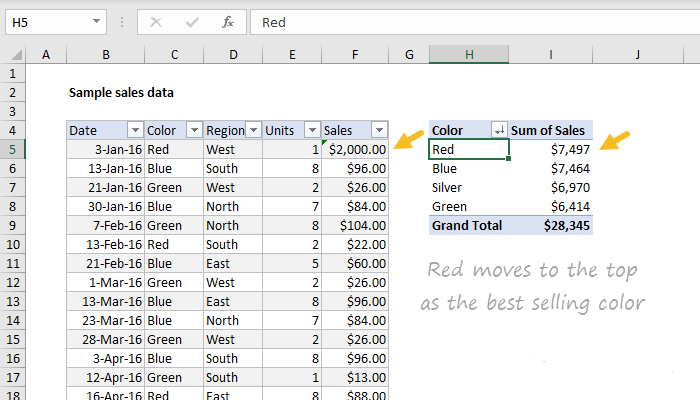 H5 fx Red
A B C D E F G H I J
1
2 Sample sales data
3
4 Date Color Region Units Sales Color Sum of Sales
5 3-Jan-16 Red West 1 $2,000.00 Red $7,497
6 13-Jan-16 Blue South 8 $96.00 Blue $7,464
7 21-Jan-16 Green West 2 $26.00 Silver $6,970
8 30-Jan-16 Blue North 7 $84.00 Green $6,414
9 7-Feb-16 Green North 8 $104.00 Grand Total $28,345
10 13-Feb-16 Red South 2 $22.00
11 21-Feb-16 Blue East 5 $60.00
12 1-Mar-16 Green West 2 $26.00
13 13-Mar-16 Blue East 8 $96.00
14 23-Mar-16 Blue North 7 $84.00
15 28-Mar-16 Green West 2 $26.00
16 3-Apr-16 Blue South 8 $96.00
17 12-Apr-16 Green South 1 $13.00
18 16-Apr-16 Red East 8 $88.00
Red moves to the top
as the best selling color